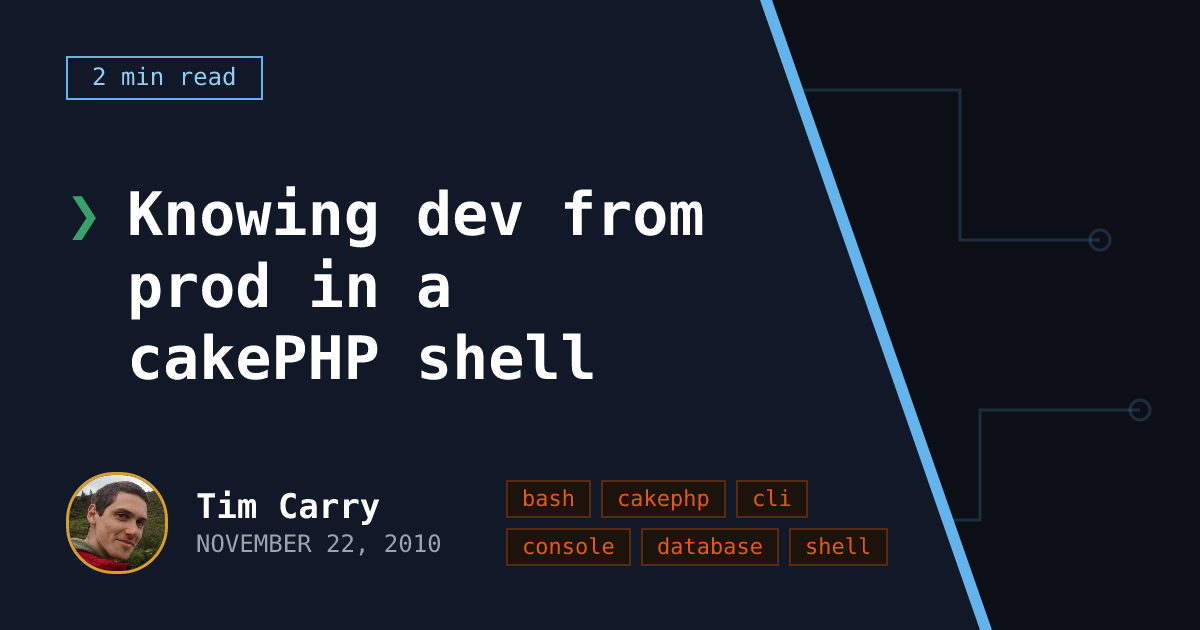 2 min read
❯ Knowing dev from
prod in a
cakePHP shell
Tim Carry
NOVEMBER 22, 2010
bash cakephp cli
console database shell